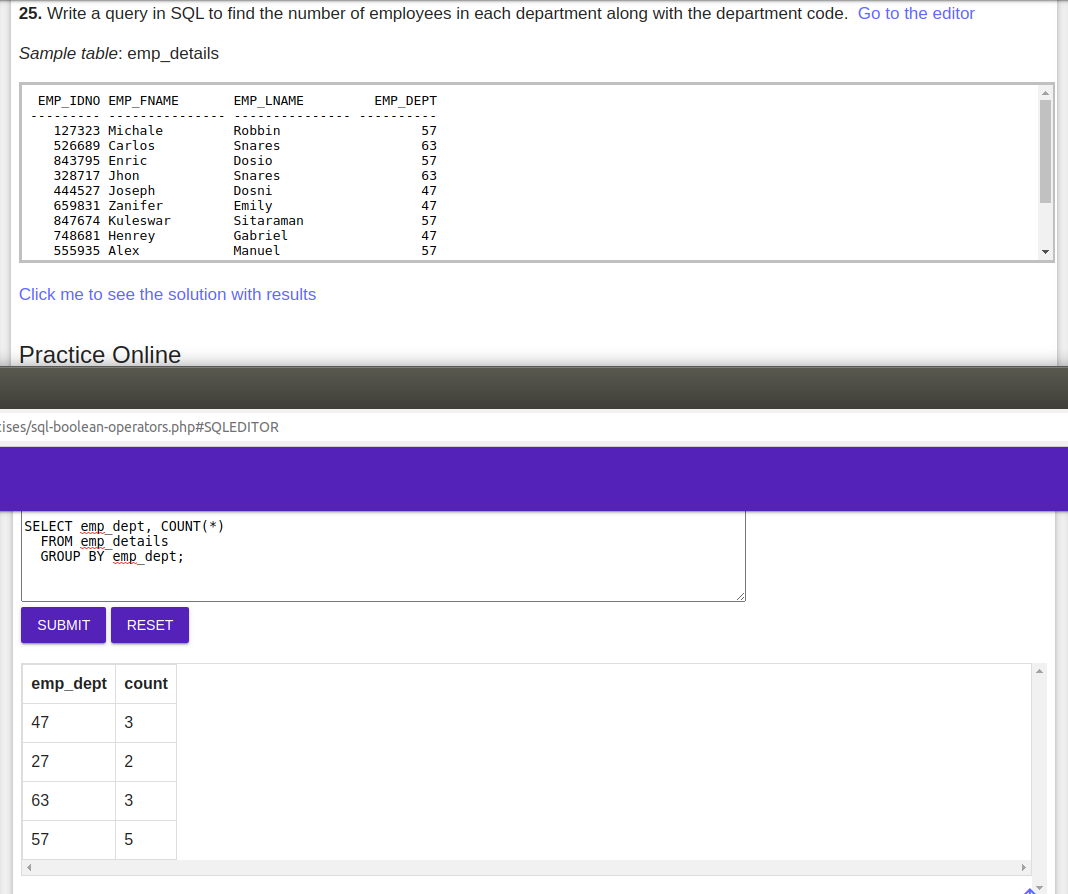 25. Write a query in SQL to find the number of employees in each department along with the department code.  Go to the editor
Sample table: emp_details
 EMP_IDNO EMP_FNAME       EMP_LNAME         EMP_DEPT
--------- --------------- --------------- ----------
   127323 Michale         Robbin                  57
   526689 Carlos          Snares                  63
   843795 Enric           Dosio                   57
   328717 Jhon            Snares                  63
   444527 Joseph          Dosni                   47
   659831 Zanifer         Emily                   47
   847674 Kuleswar        Sitaraman               57
   748681 Henrey          Gabriel                 47
   555935 Alex            Manuel                  57
Click me to see the solution with results
Practice Online
cises/sql-boolean-operators.php#SQLEDITOR
SELECT emp_dept, COUNT(*)
  FROM emp_details
  GROUP BY emp_dept;
SUBMIT RESET
emp_dept count
47 3
27 2
63 3
57 5